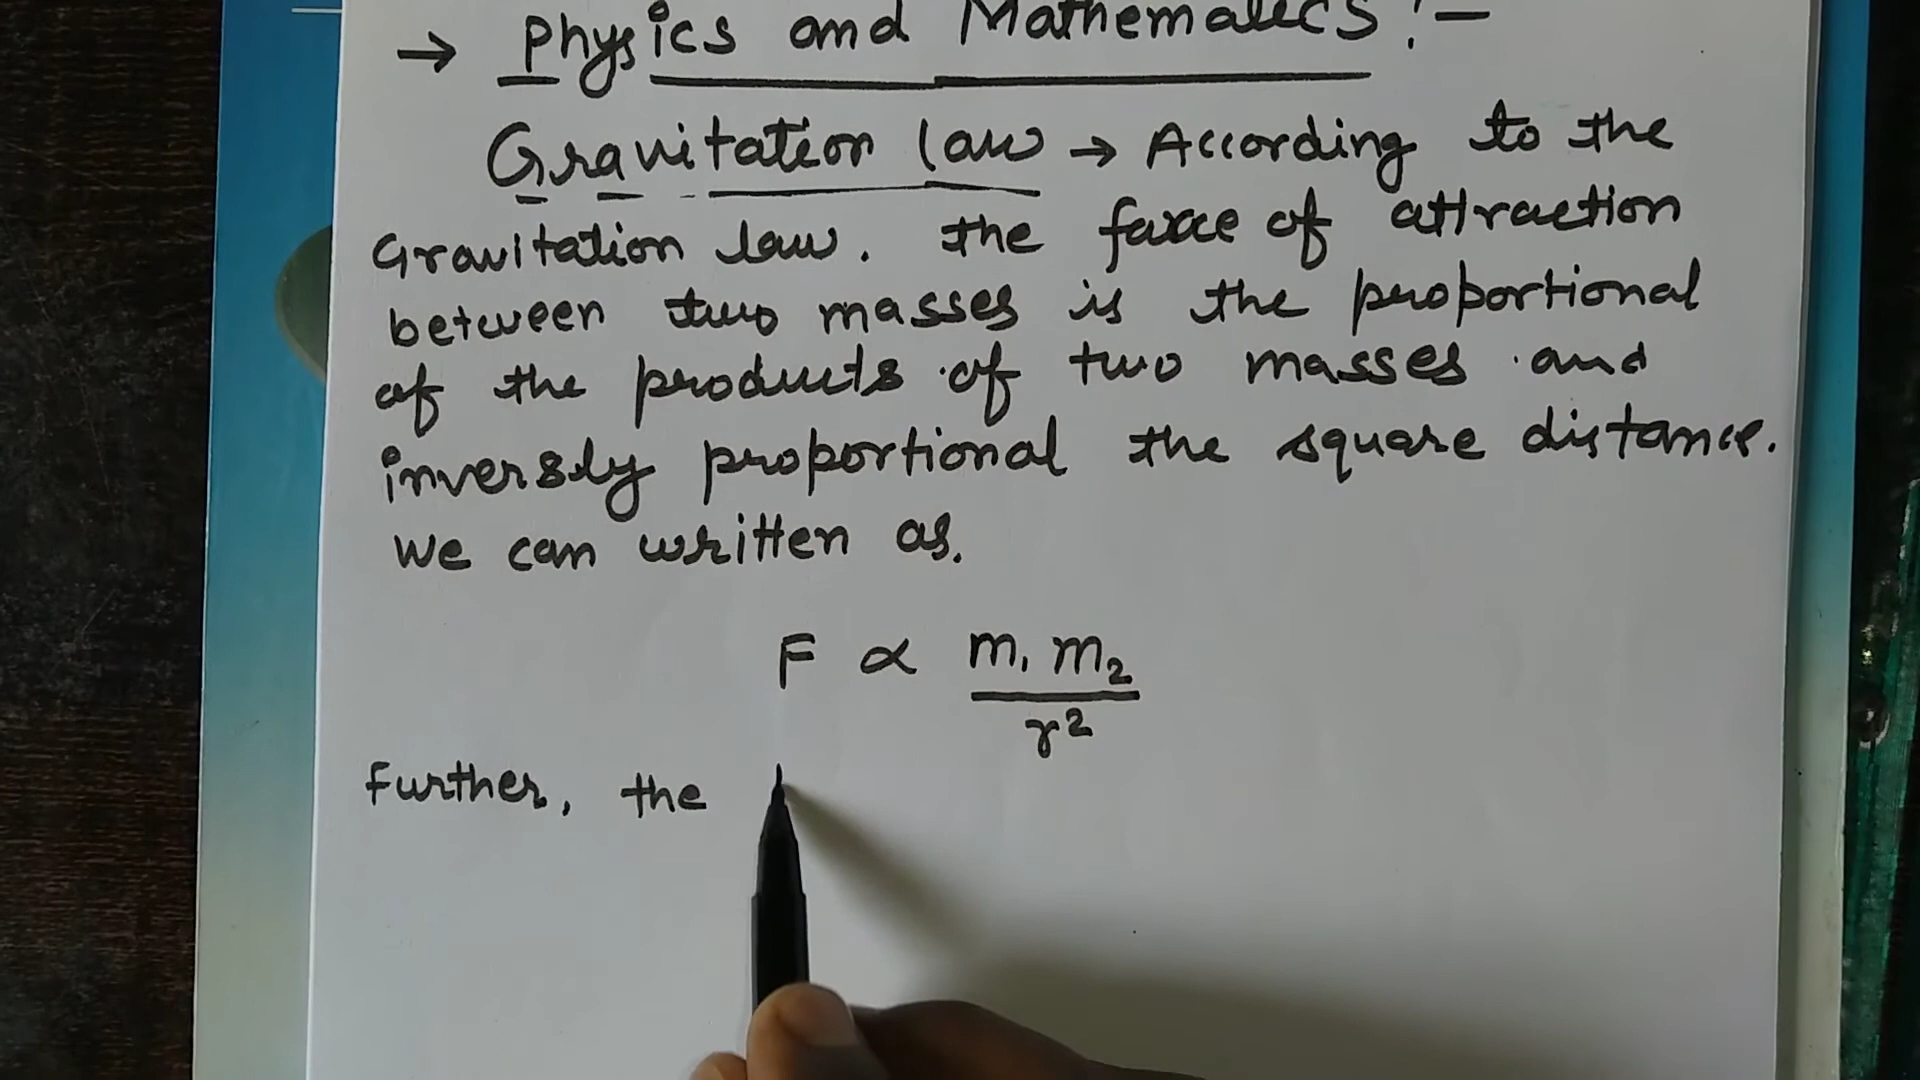 → Physics and Mathematics :-
Gravitation law → According to the
Gravitation law. the force of attraction
between two masses is the proportional
of the products of two masses and
inversly proportional the square distance.
we can written as.
F ∝ m₁ m₂
r²
Further, the